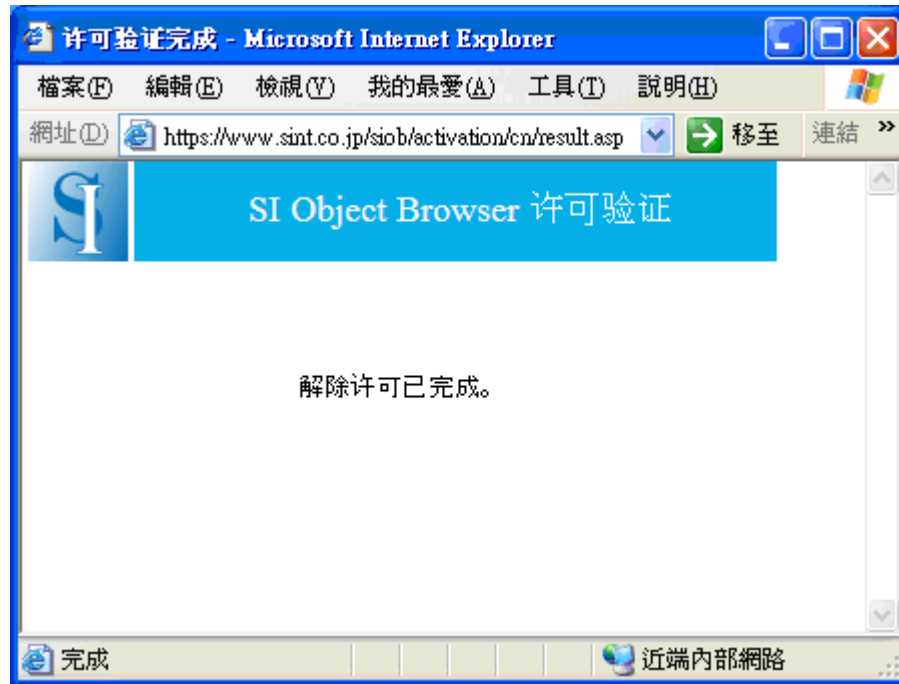 许可验证完成 - Microsoft Internet Explorer
檔案(F) 編輯(E) 檢視(V) 我的最愛(A) 工具(T) 說明(H)
網址(D) https://www.sint.co.jp/siob/activation/cn/result.asp 移至 連結 »
SI SI Object Browser 许可验证
解除许可已完成。
完成 近端內部網路